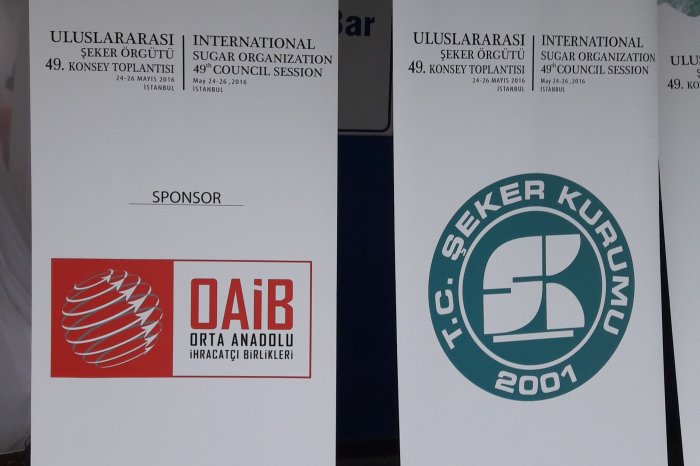 ULUSLARARASI
ŞEKER ÖRGÜTÜ
49. KONSEY TOPLANTISI
24-26 MAYIS 2016
İSTANBUL
INTERNATIONAL
SUGAR ORGANIZATION
49th COUNCIL SESSION
May 24-26, 2016
İSTANBUL
SPONSOR
OAİB
ORTA ANADOLU
İHRACATÇI BİRLİKLERİ
Bar
ULUSLARARASI
ŞEKER ÖRGÜTÜ
49. KONSEY TOPLANTISI
24-26 MAYIS 2016
İSTANBUL
INTERNATIONAL
SUGAR ORGANIZATION
49th COUNCIL SESSION
May 24-26, 2016
İSTANBUL
T.C. ŞEKER KURUMU
2001
ULUS
Ş
49. KONS